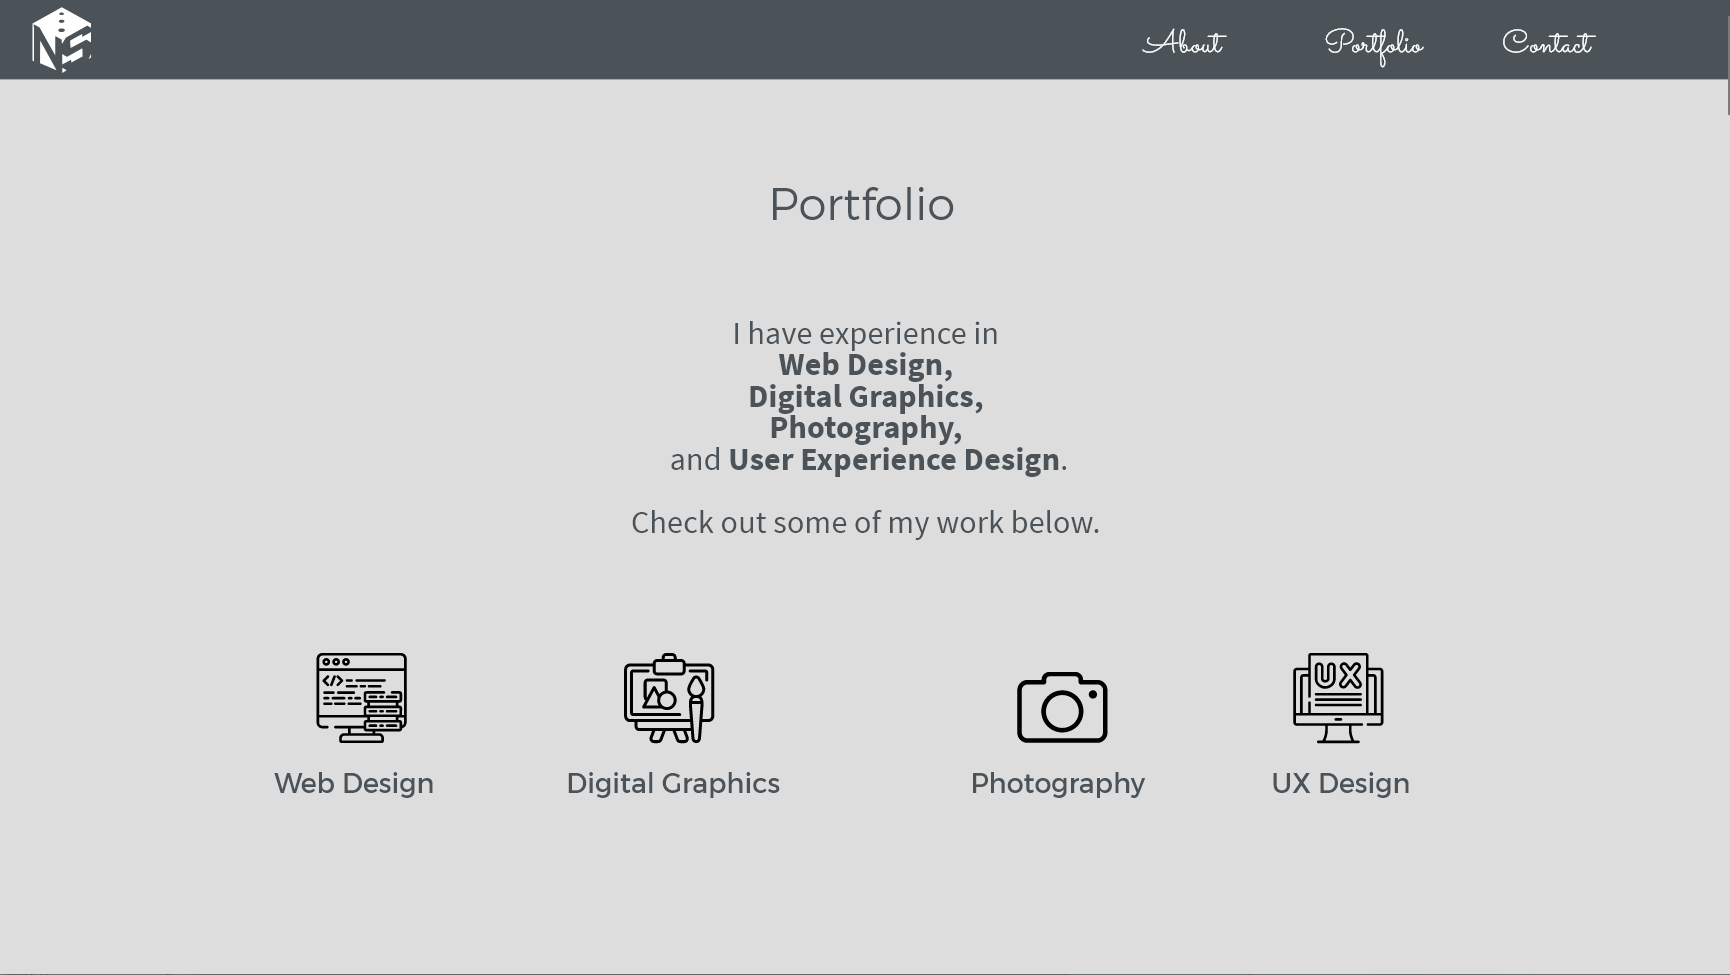 NS
About Portfolio Contact
Portfolio
I have experience in
Web Design,
Digital Graphics,
Photography,
and User Experience Design.
Check out some of my work below.
</>
UX
Web Design Digital Graphics Photography UX Design